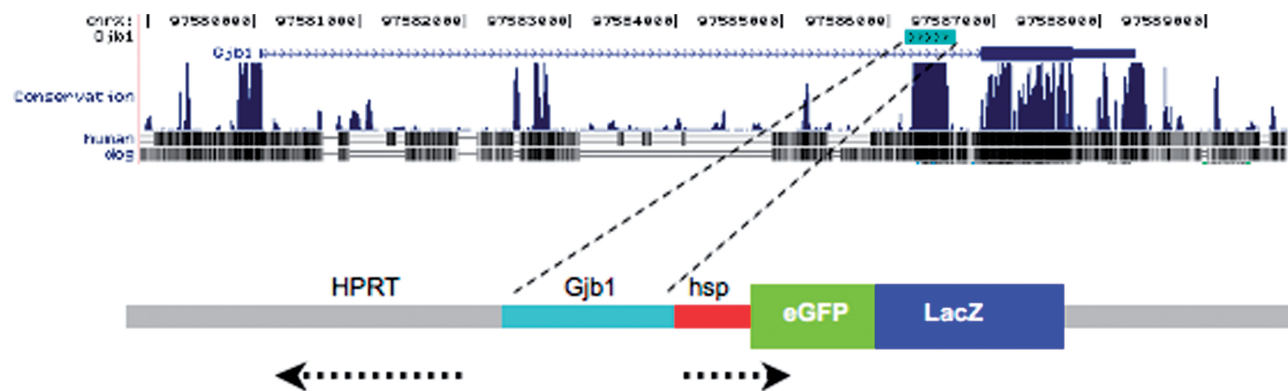 chrX: 97580000| 97581000| 97582000| 97583000| 97584000| 97585000| 97586000| 97587000| 97588000| 97589000|
Gjb1
Gjb1
Conservation
human
dog
HPRT Gjb1 hsp
eGFP LacZ